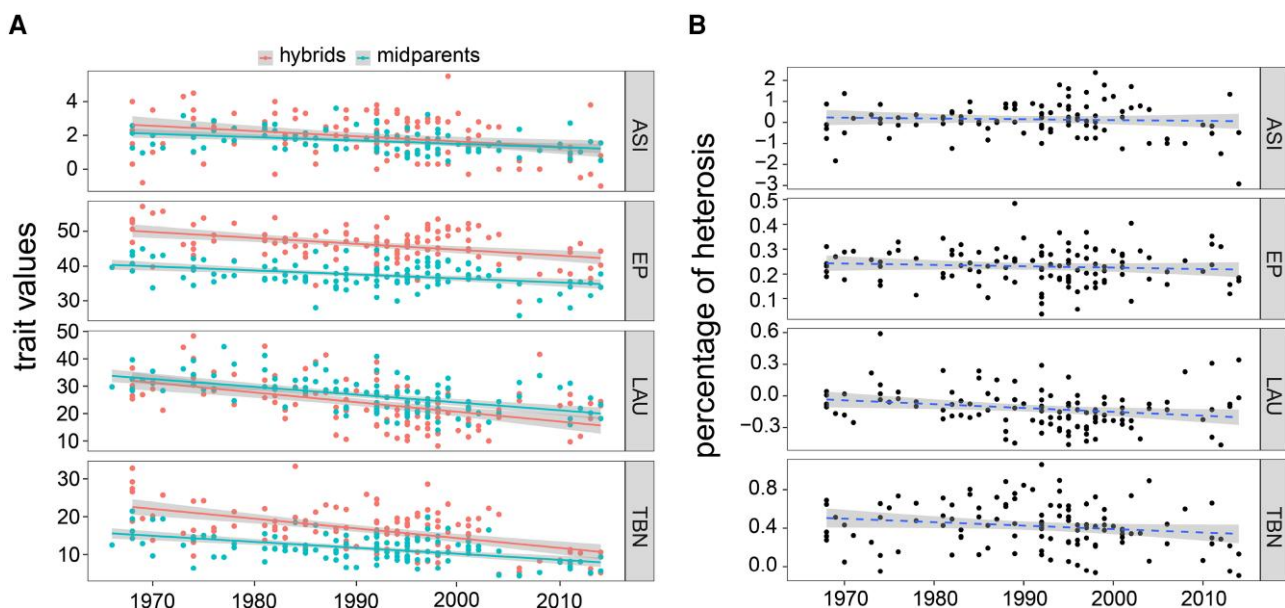 A
B
hybrids midparents
trait values
4
2
0
ASI
50
40
30
EP
50
40
30
20
10
LAU
30
20
10
TBN
1970 1980 1990 2000 2010
percentage of heterosis
2
1
0
−1
−2
−3
ASI
0.5
0.4
0.3
0.2
0.1
EP
0.6
0.3
0.0
−0.3
LAU
0.8
0.4
0.0
TBN
1970 1980 1990 2000 2010